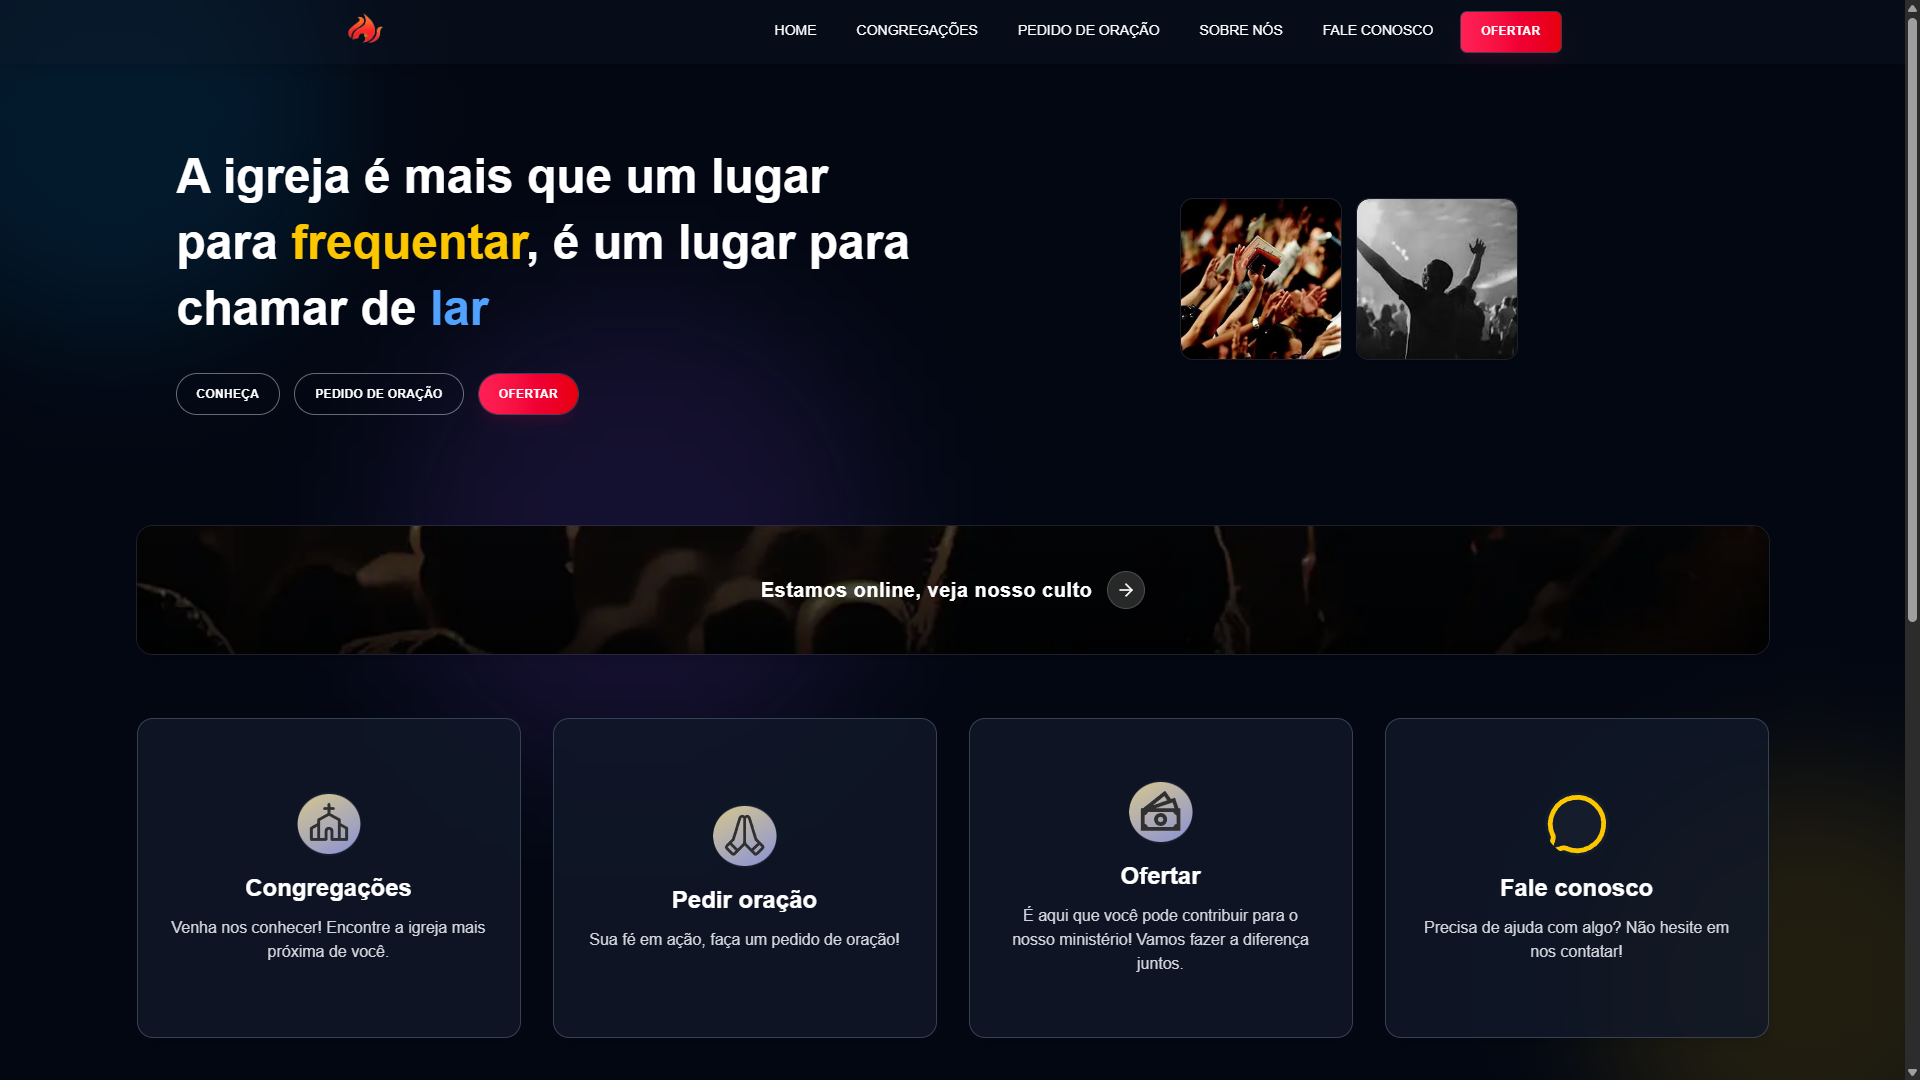 HOME CONGREGAÇÕES PEDIDO DE ORAÇÃO SOBRE NÓS FALE CONOSCO OFERTAR
A igreja é mais que um lugar
para frequentar, é um lugar para
chamar de lar
CONHEÇA PEDIDO DE ORAÇÃO OFERTAR
Estamos online, veja nosso culto
Congregações
Venha nos conhecer! Encontre a igreja mais
próxima de você.
Pedir oração
Sua fé em ação, faça um pedido de oração!
Ofertar
É aqui que você pode contribuir para o
nosso ministério! Vamos fazer a diferença
juntos.
Fale conosco
Precisa de ajuda com algo? Não hesite em
nos contatar!